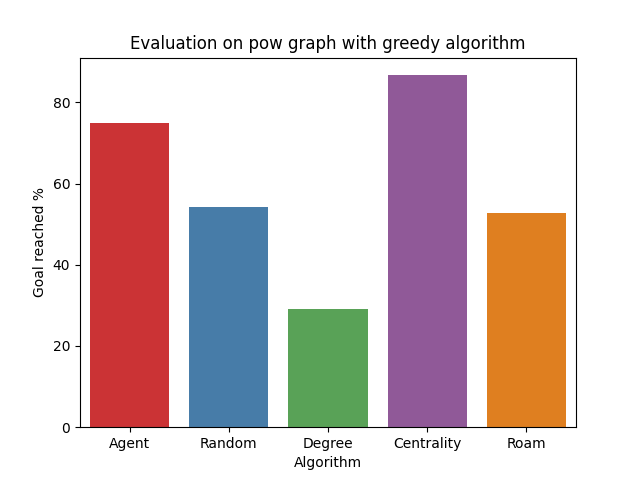 Evaluation on pow graph with greedy algorithm
Goal reached %
80
60
40
20
0
Agent Random Degree Centrality Roam
Algorithm